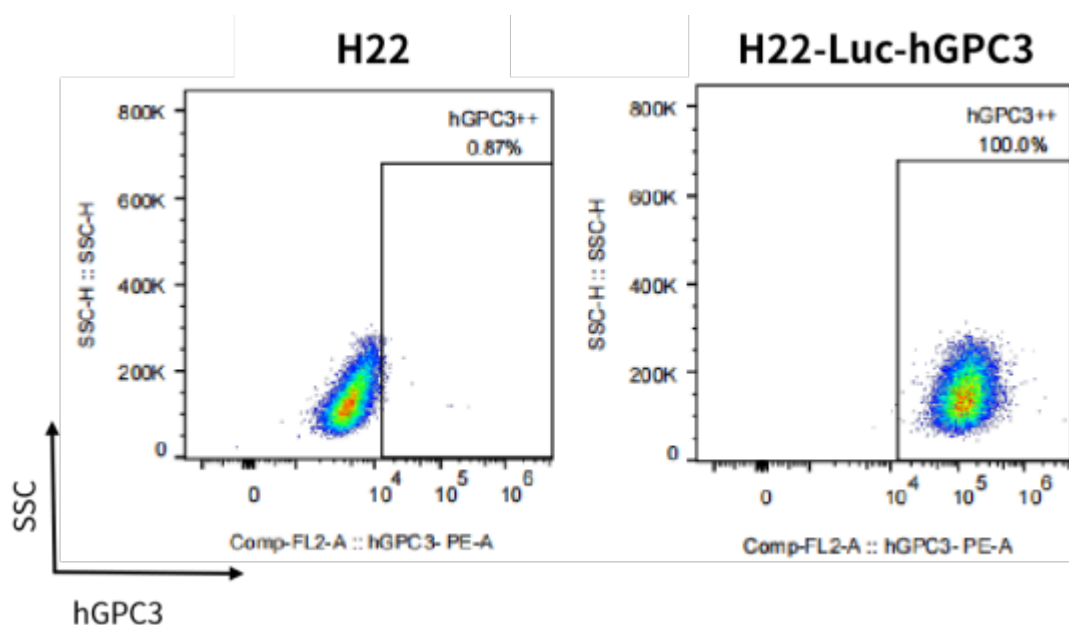 H22
hGPC3++
0.87%
800K
600K
400K
200K
0
SSC-H :: SSC-H
0 10^4 10^5 10^6
Comp-FL2-A :: hGPC3- PE-A
H22-Luc-hGPC3
hGPC3++
100.0%
800K
600K
400K
200K
0
SSC-H :: SSC-H
0 10^4 10^5 10^6
Comp-FL2-A :: hGPC3- PE-A
SSC
hGPC3